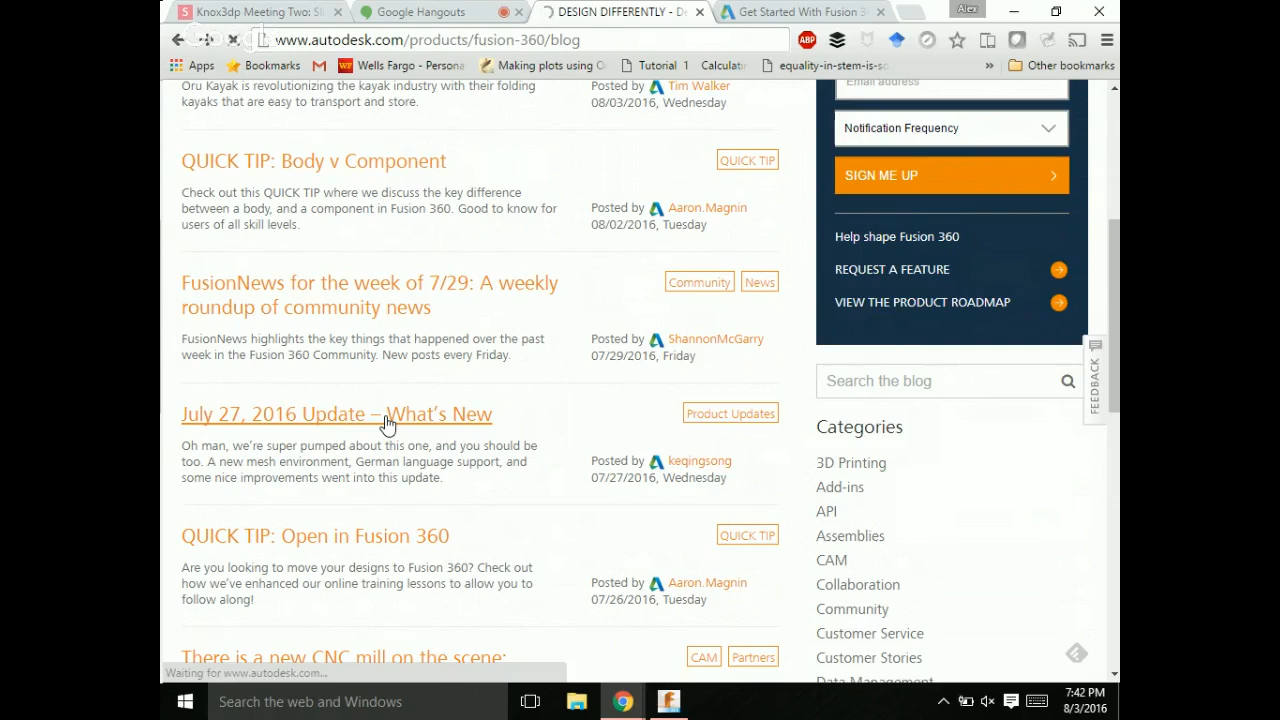 Knox3dp Meeting Two: Sli
Google Hangouts
DESIGN DIFFERENTLY - De
Get Started With Fusion 3
Alex
www.autodesk.com/products/fusion-360/blog
ABP
Apps
Bookmarks
Wells Fargo - Persona
Making plots using
Tutorial 1
Calculati
equality-in-stem-is-so
»
Other bookmarks
Oru Kayak is revolutionizing the kayak industry with their folding
kayaks that are easy to transport and store.
Posted by Tim Walker
08/03/2016, Wednesday
QUICK TIP: Body v Component
QUICK TIP
Check out this QUICK TIP where we discuss the key difference
between a body, and a component in Fusion 360. Good to know for
users of all skill levels.
Posted by Aaron.Magnin
08/02/2016, Tuesday
FusionNews for the week of 7/29: A weekly
roundup of community news
Community
News
FusionNews highlights the key things that happened over the past
week in the Fusion 360 Community. New posts every Friday.
Posted by ShannonMcGarry
07/29/2016, Friday
July 27, 2016 Update – What's New
Product Updates
Oh man, we're super pumped about this one, and you should be
too. A new mesh environment, German language support, and
some nice improvements went into this update.
Posted by keqingsong
07/27/2016, Wednesday
QUICK TIP: Open in Fusion 360
QUICK TIP
Are you looking to move your designs to Fusion 360? Check out
how we've enhanced our online training lessons to allow you to
follow along!
Posted by Aaron.Magnin
07/26/2016, Tuesday
There is a new CNC mill on the scene:
CAM
Partners
Email address
Notification Frequency
SIGN ME UP
Help shape Fusion 360
REQUEST A FEATURE
VIEW THE PRODUCT ROADMAP
FEEDBACK
Search the blog
Categories
3D Printing
Add-ins
API
Assemblies
CAM
Collaboration
Community
Customer Service
Customer Stories
Data Management
Waiting for www.autodesk.com...
Search the web and Windows
7:42 PM
8/3/2016